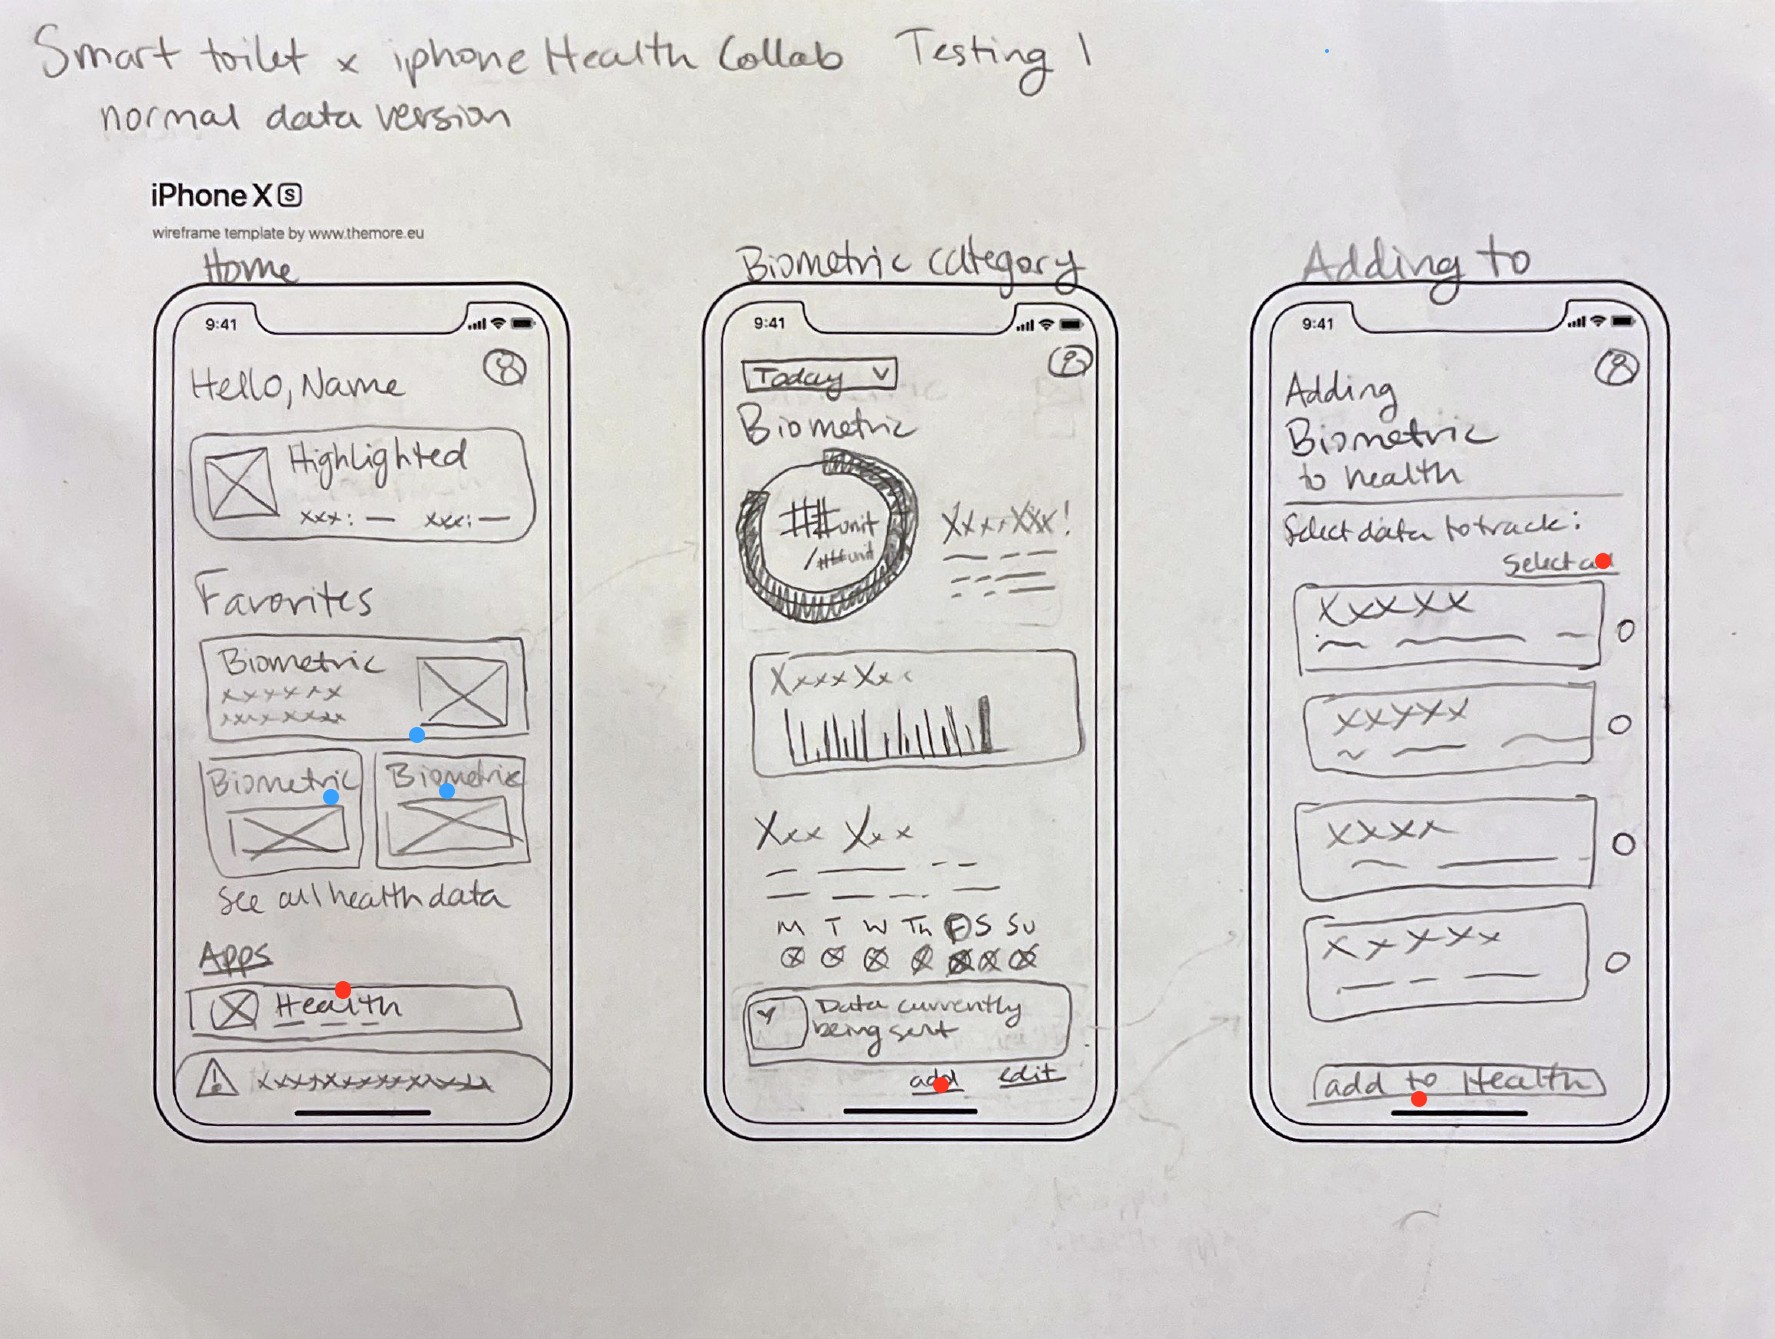 Smart toilet x iphone Health Collab Testing 1
normal data version
iPhone XS
wireframe template by www.themore.eu
Home
9:41
Hello, Name
Highlighted
xxx: — xxx: —
Favorites
Biometric
xxxxxxx
xxxxxxxx
Biometric
Biometric
See all health data
Apps
Health
! xxxxxxxxxxxxxx
Biometric category
9:41
Today
Biometric
##unit
/##unit
Xxxx Xxx!
Xxxx Xxx
Xxx Xxx
M T W Th F S Su
Data currently
being sent
add edit
Adding to
9:41
Adding
Biometric
to health
Select data to track:
Select all
Xxxxx
xxxxx
xxxx
xxxxx
add to Health